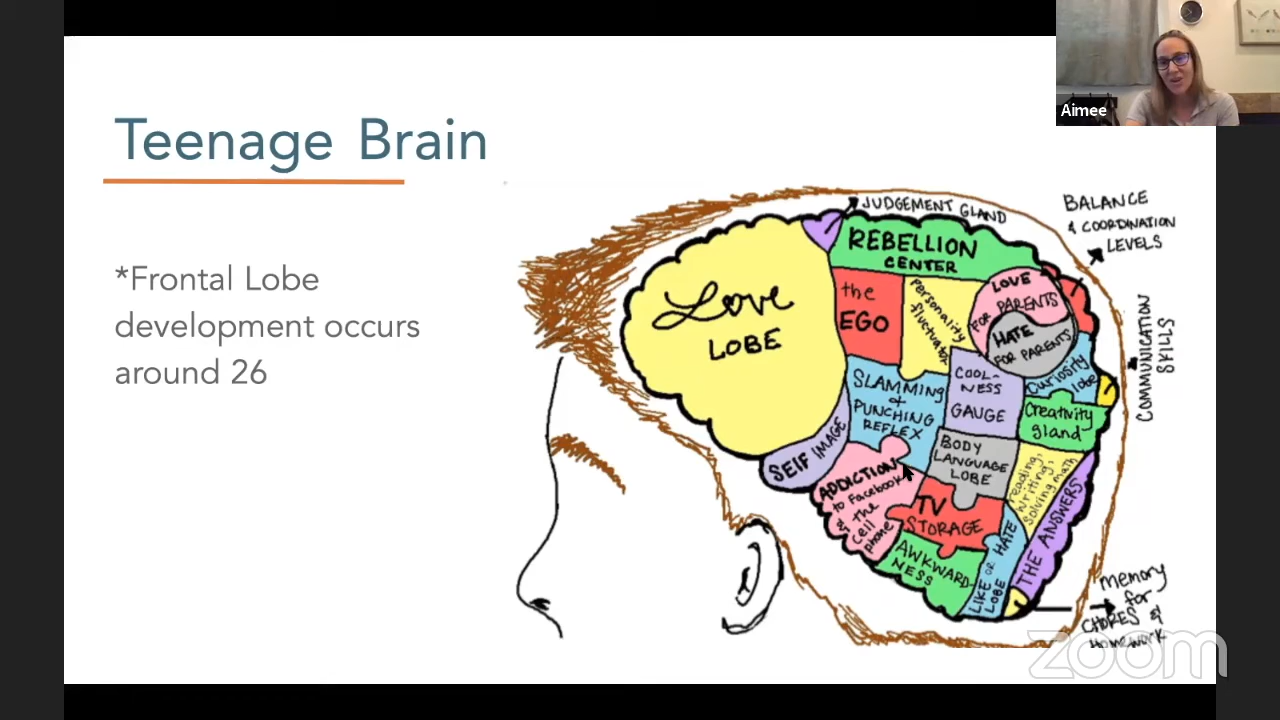 Aimee
Teenage Brain
*Frontal Lobe
development occurs
around 26
JUDGEMENT GLAND
BALANCE
& COORDINATION
LEVELS
REBELLION
CENTER
Love
LOBE
the
EGO
Personality
fluctuator
LOVE
FOR PARENTS
HATE
FOR PARENTS
COMMUNICATION
SKILLS
SLAMMING
&
PUNCHING
REFLEX
COOL-
NESS
GAUGE
Curiosity
lobe
Creativity
gland
SELF IMAGE
BODY
LANGUAGE
LOBE
reading,
writing,
solving math
ADDICTION
to Facebook
& the
cell
phone
TV
STORAGE
THE ANSWERS
AWKWARD-
NESS
LIKE OR HATE
LOBE
memory
for
CHORES &
Homework
zoom